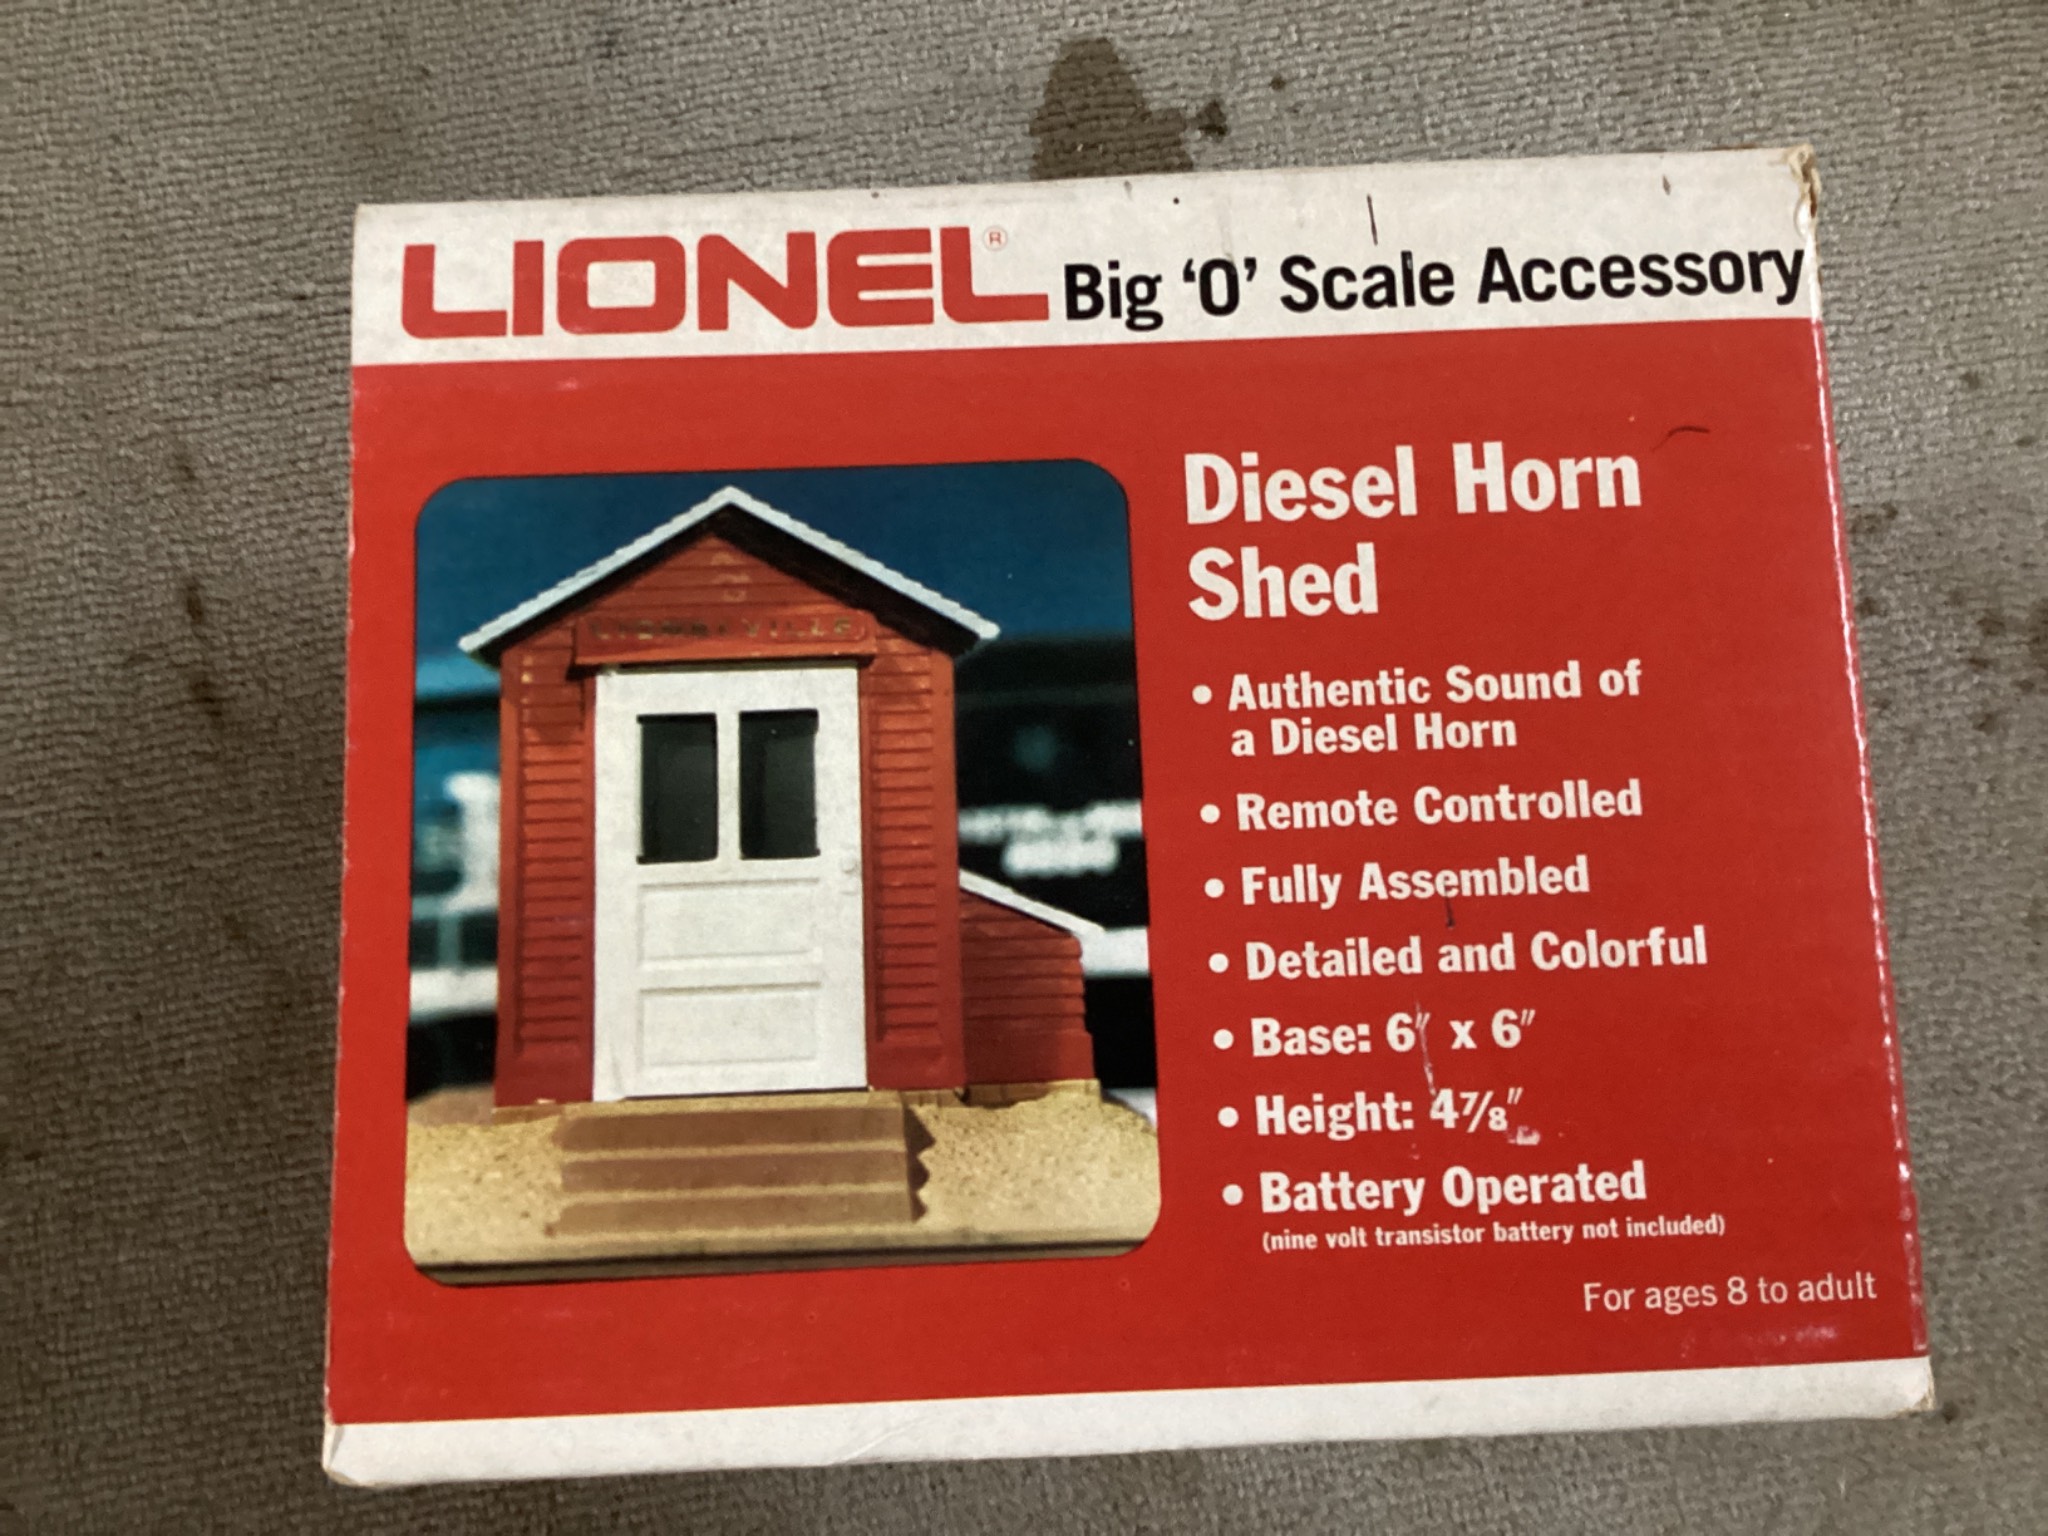 LIONEL® Big 'O' Scale Accessory
Diesel Horn
Shed
LIONELVILLE
• Authentic Sound of
a Diesel Horn
• Remote Controlled
• Fully Assembled
• Detailed and Colorful
• Base: 6" x 6"
• Height: 4⅞"
• Battery Operated
(nine volt transistor battery not included)
For ages 8 to adult